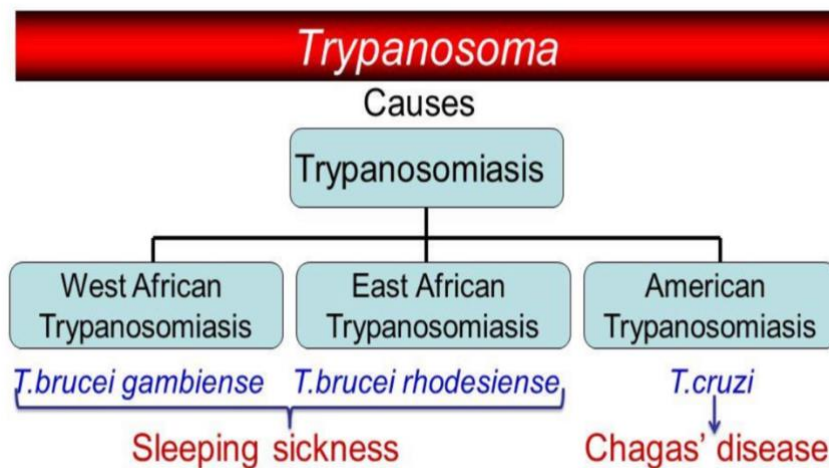 Trypanosoma
Causes
Trypanosomiasis
West African
Trypanosomiasis
East African
Trypanosomiasis
American
Trypanosomiasis
T.brucei gambiense
T.brucei rhodesiense
T.cruzi
Sleeping sickness
Chagas’ disease